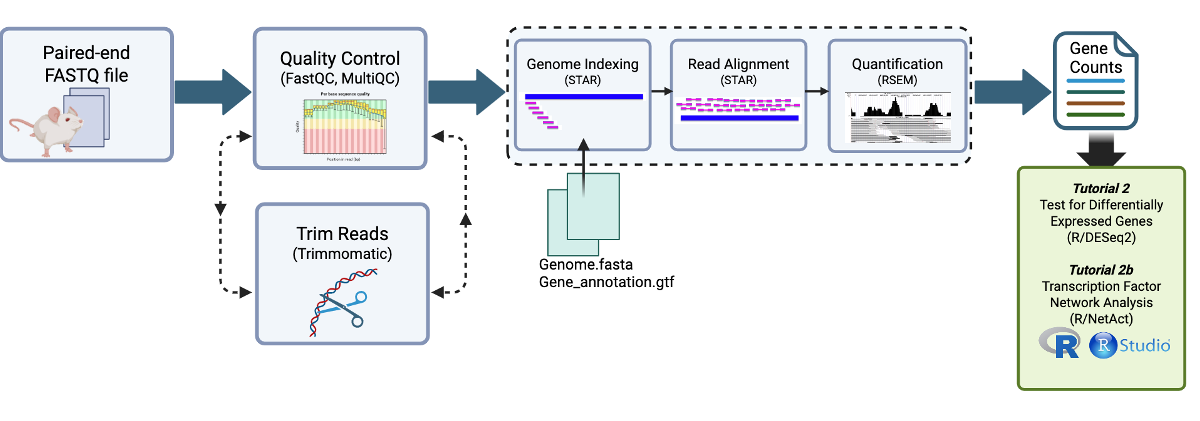 Paired-end
FASTQ file
Quality Control
(FastQC, MultiQC)
Per base sequence quality
Quality
Position in read (bp)
Trim Reads
(Trimmomatic)
Genome Indexing
(STAR)
Read Alignment
(STAR)
Quantification
(RSEM)
Genome.fasta
Gene_annotation.gtf
Gene
Counts
Tutorial 2
Test for Differentially
Expressed Genes
(R/DESeq2)
Tutorial 2b
Transcription Factor
Network Analysis
(R/NetAct)
R
R Studio